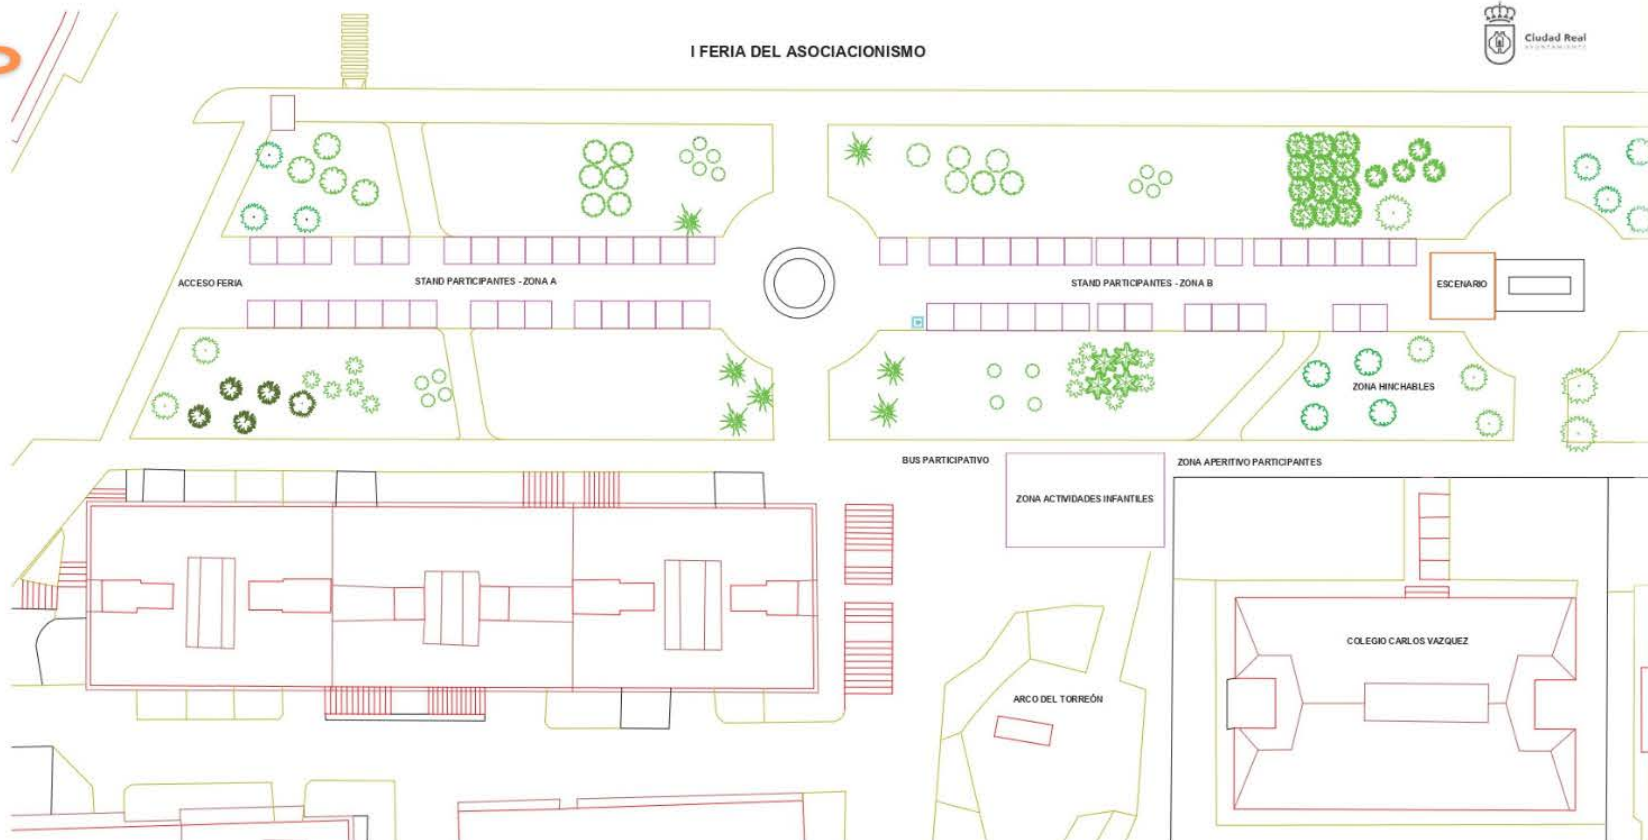 I FERIA DEL ASOCIACIONISMO
Ciudad Real
AYUNTAMIENTO
ACCESO FERIA
STAND PARTICIPANTES - ZONA A
STAND PARTICIPANTES - ZONA B
ESCENARIO
ZONA HINCHABLES
BUS PARTICIPATIVO
ZONA APERITIVO PARTICIPANTES
ZONA ACTIVIDADES INFANTILES
COLEGIO CARLOS VAZQUEZ
ARCO DEL TORREÓN